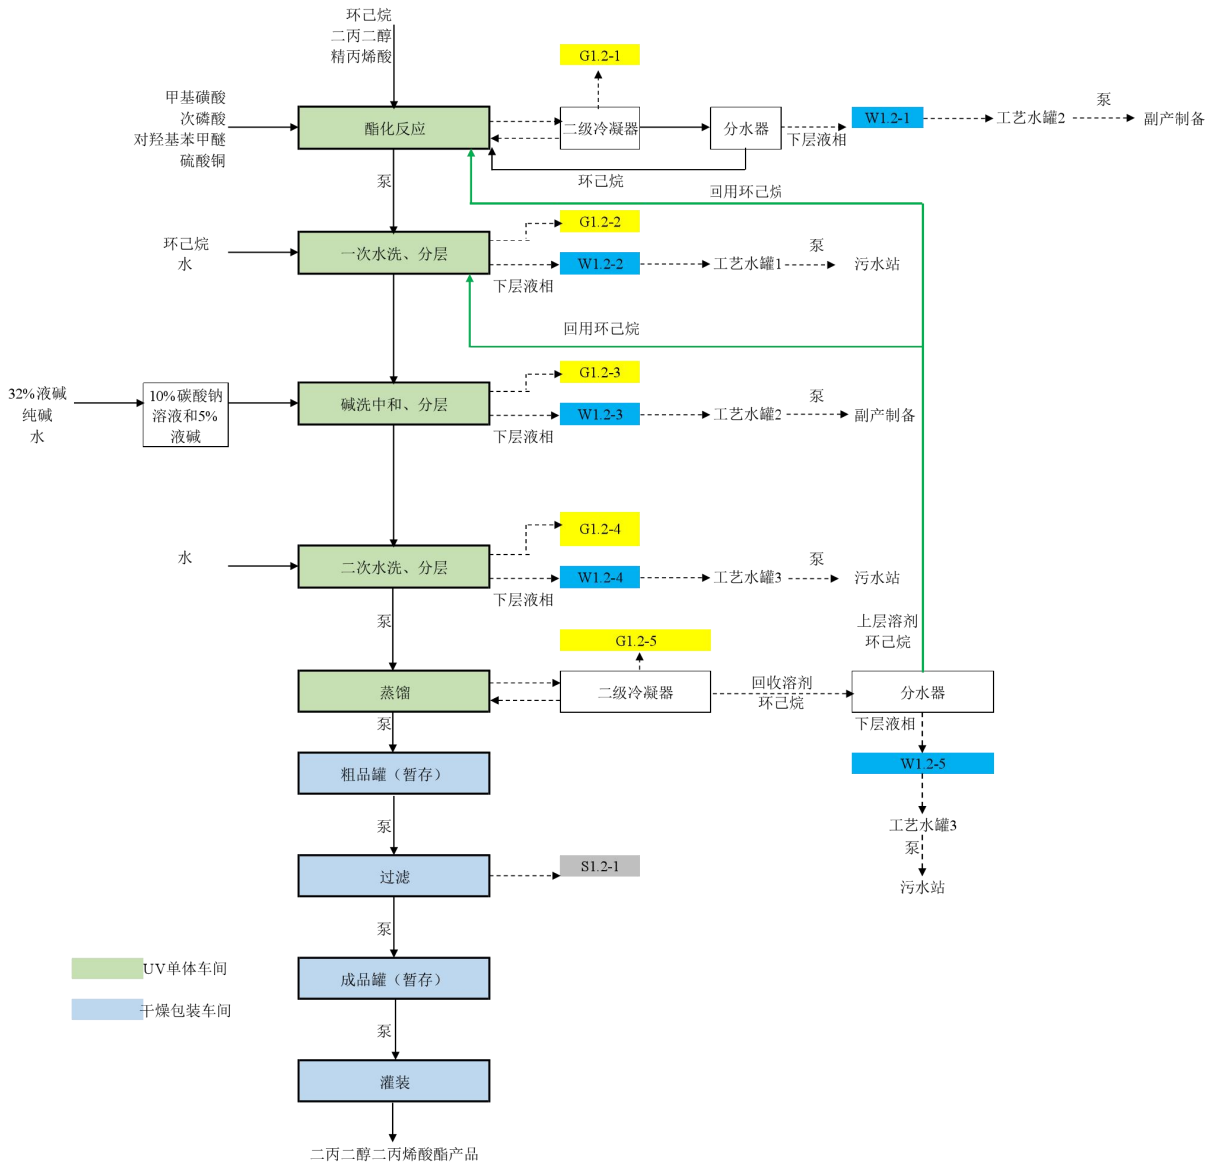 环己烷
二丙二醇
精丙烯酸
G1.2-1
甲基磺酸
次磷酸
对羟基苯甲醚
硫酸铜
酯化反应
二级冷凝器
分水器
下层液相
W1.2-1
工艺水罐2
泵
副产制备
环己烷
回用环己烷
泵
G1.2-2
环己烷
水
一次水洗、分层
W1.2-2
下层液相
工艺水罐1
泵
污水站
回用环己烷
G1.2-3
32%液碱
纯碱
水
10%碳酸钠
溶液和5%
液碱
碱洗中和、分层
W1.2-3
下层液相
工艺水罐2
泵
副产制备
G1.2-4
水
二次水洗、分层
W1.2-4
下层液相
工艺水罐3
泵
污水站
泵
上层溶剂
环己烷
G1.2-5
蒸馏
二级冷凝器
回收溶剂
环己烷
分水器
泵
下层液相
W1.2-5
粗品罐（暂存）
工艺水罐3
泵
污水站
泵
过滤
S1.2-1
泵
UV单体车间
成品罐（暂存）
干燥包装车间
泵
灌装
二丙二醇二丙烯酸酯产品